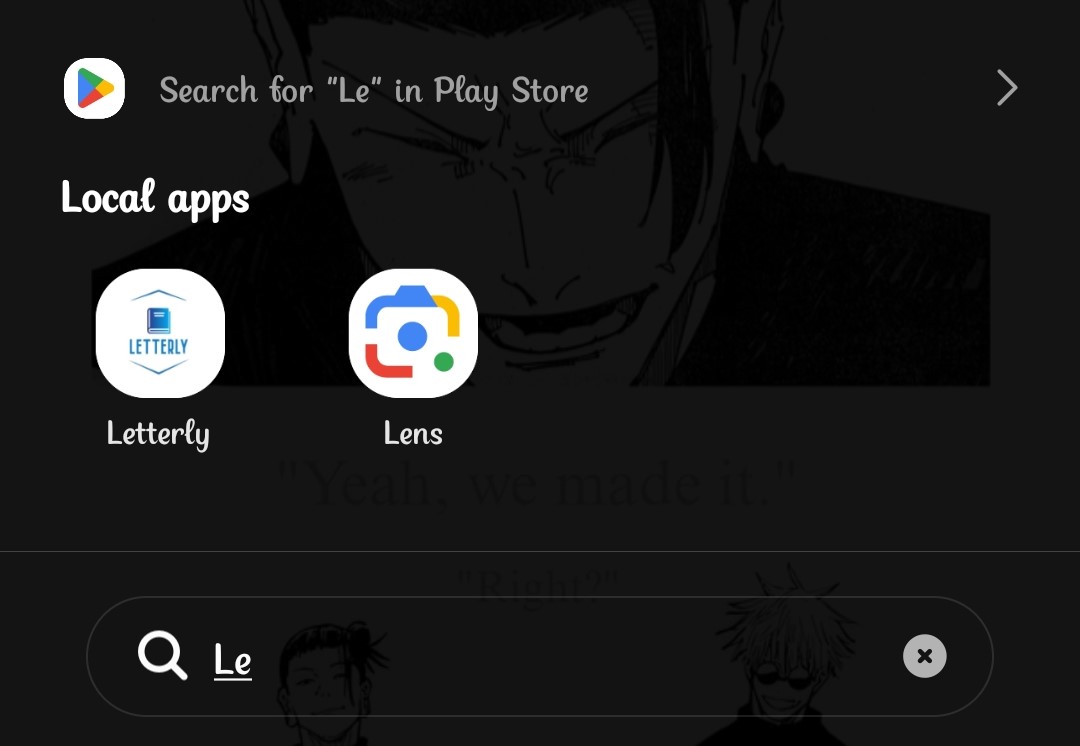 Search for "Le" in Play Store
Local apps
LETTERLY
Letterly
Lens
"Yeah, we made it."
"Right?"
Le